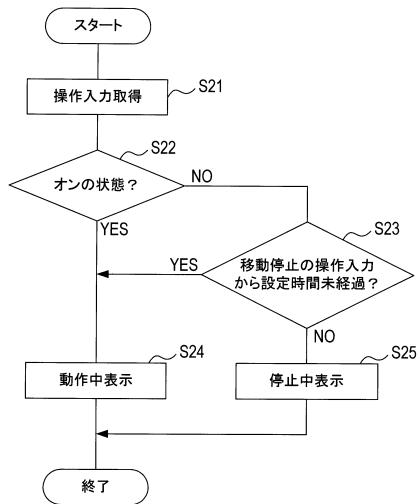 スタート
操作入力取得
S21
オンの状態？
S22
NO
YES
S23
移動停止の操作入力
から設定時間未経過？
YES
NO
動作中表示
S24
停止中表示
S25
終了